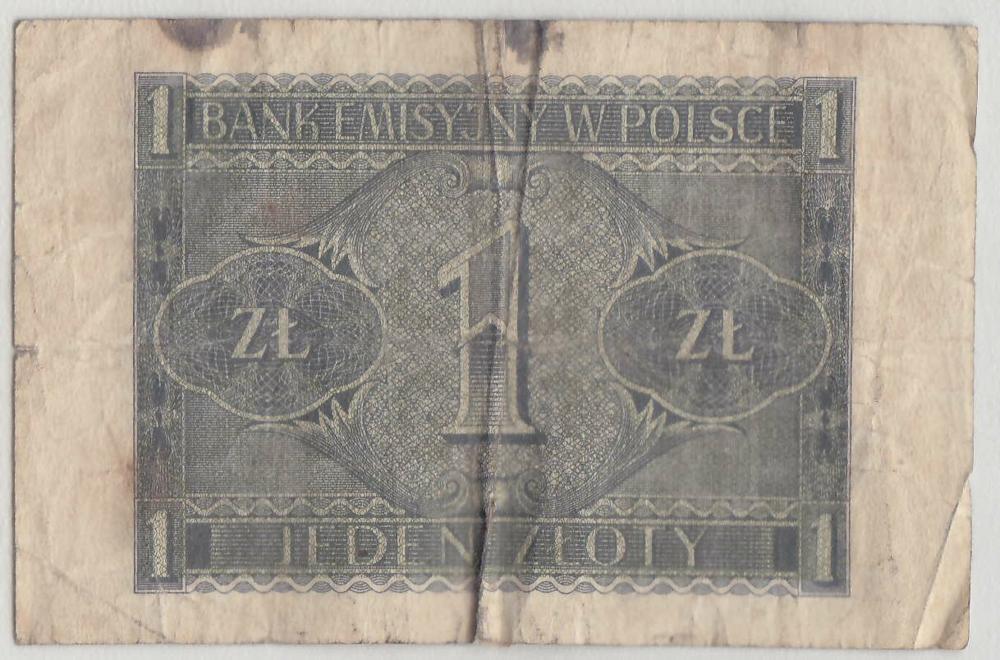 1 BANK EMISYJNY W POLSCE 1
ZŁ 1 ZŁ
1 JEDEN ZŁOTY 1